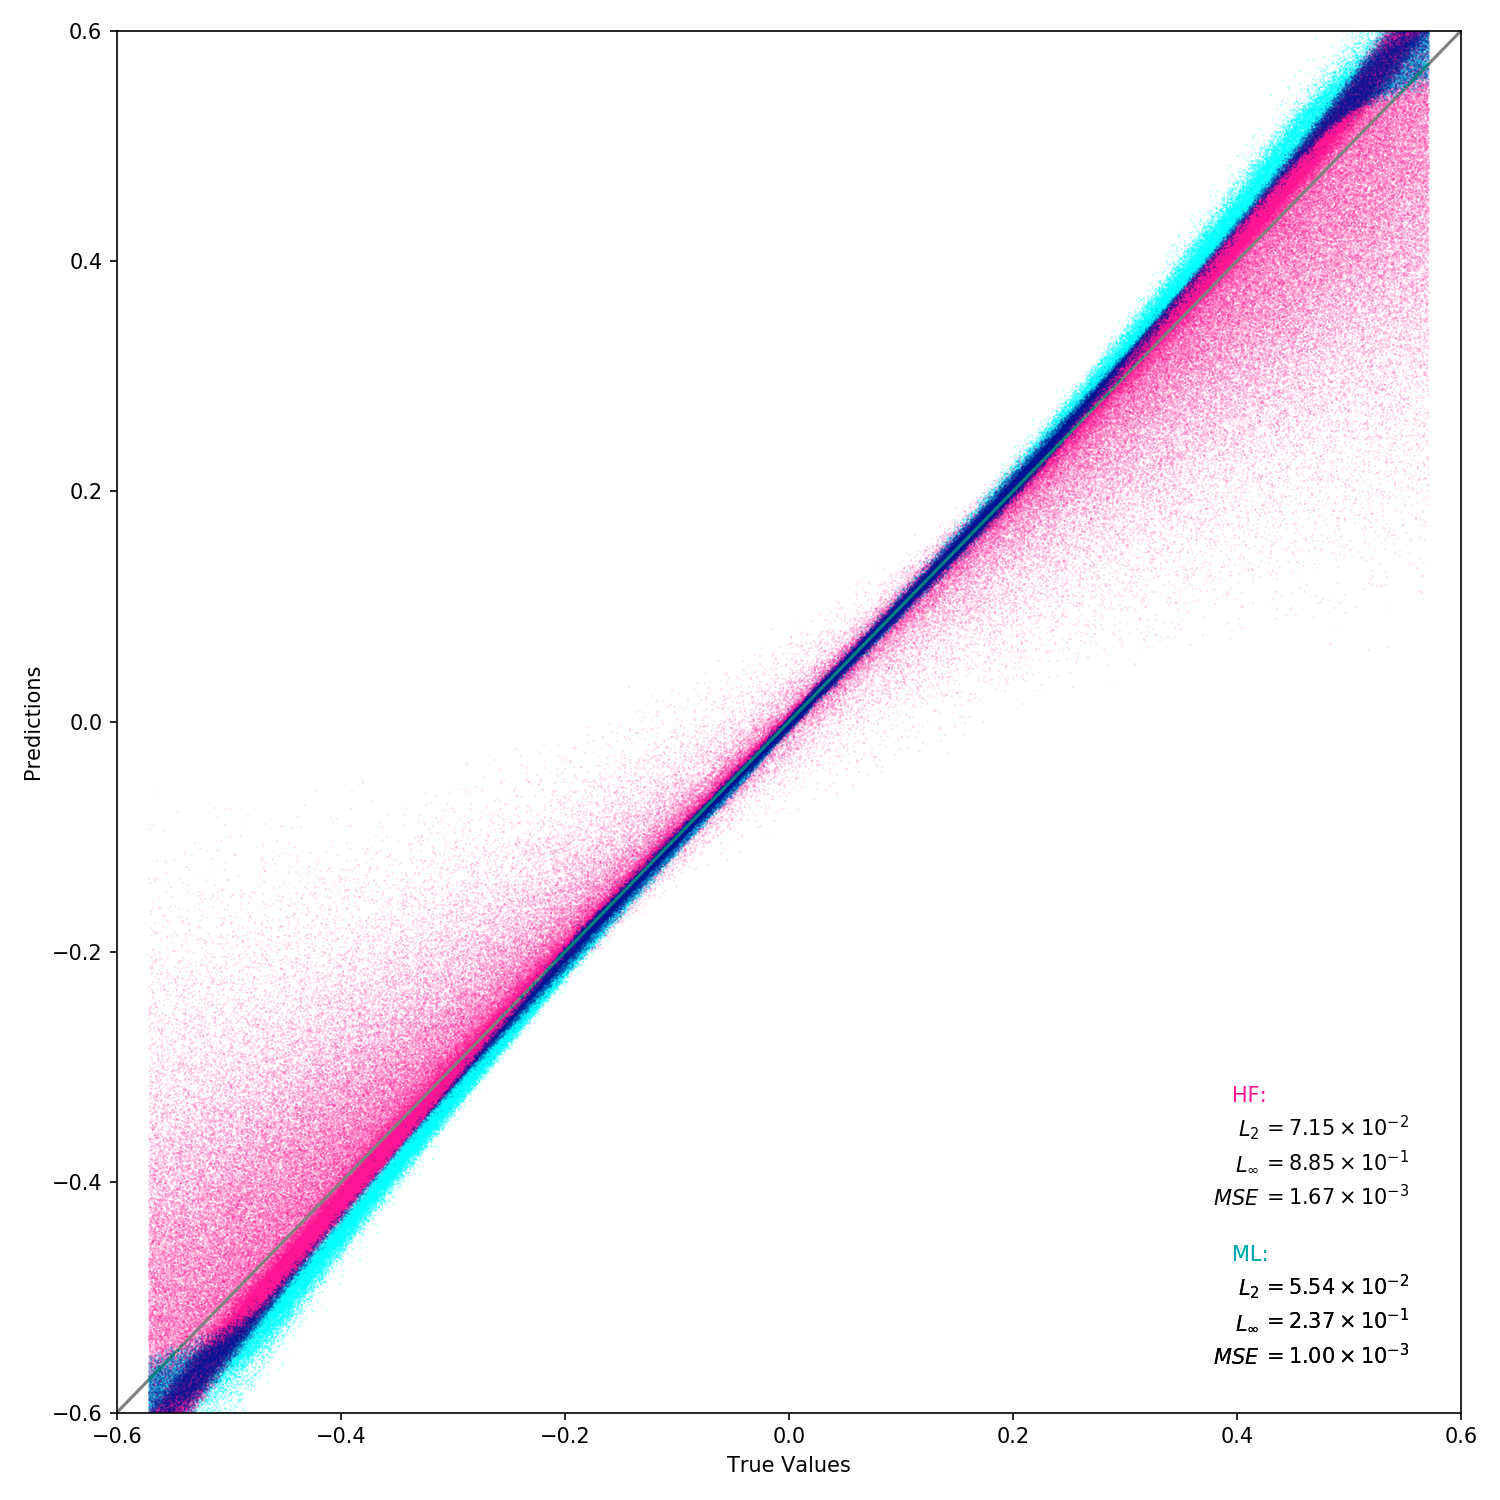 0.6
0.4
0.2
0.0
−0.2
−0.4
−0.6
Predictions
HF:
L₂ = 7.15 × 10⁻²
L∞ = 8.85 × 10⁻¹
MSE = 1.67 × 10⁻³
ML:
L₂ = 5.54 × 10⁻²
L∞ = 2.37 × 10⁻¹
MSE = 1.00 × 10⁻³
−0.6 −0.4 −0.2 0.0 0.2 0.4 0.6
True Values